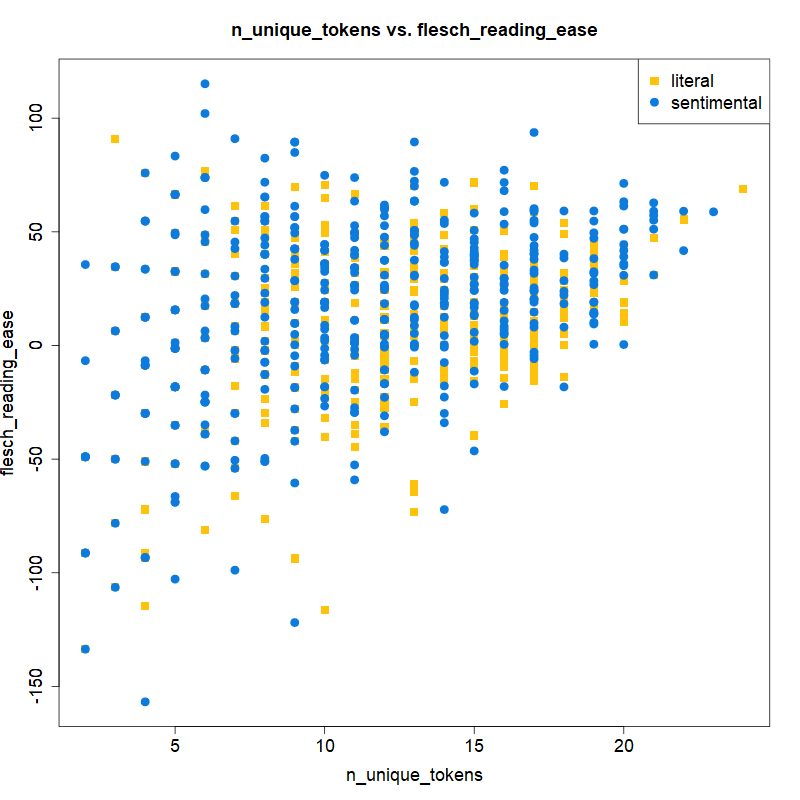 n_unique_tokens vs. flesch_reading_ease
literal
sentimental
flesch_reading_ease
100
50
0
-50
-100
-150
5
10
15
20
n_unique_tokens